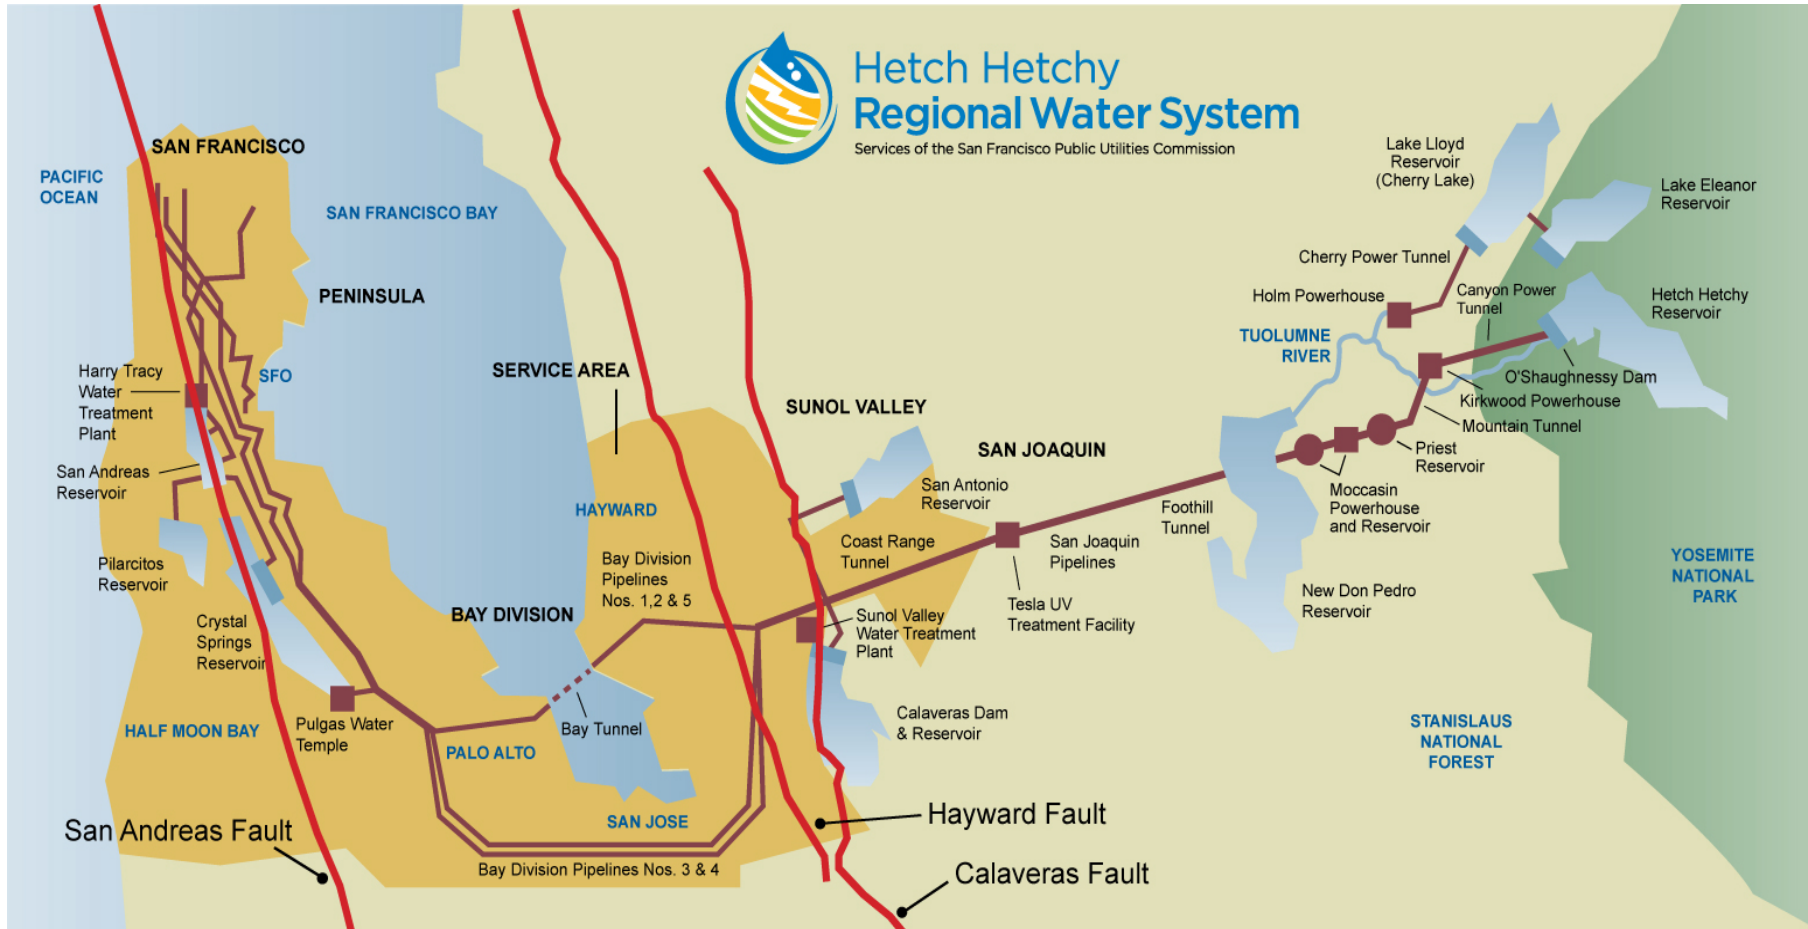 Hetch Hetchy
Regional Water System
Services of the San Francisco Public Utilities Commission
SAN FRANCISCO
PACIFIC
OCEAN
SAN FRANCISCO BAY
PENINSULA
SFO
Harry Tracy
Water
Treatment
Plant
San Andreas
Reservoir
Pilarcitos
Reservoir
Crystal
Springs
Reservoir
HALF MOON BAY
Pulgas Water
Temple
San Andreas Fault
SERVICE AREA
HAYWARD
Bay Division
Pipelines
Nos. 1,2 & 5
BAY DIVISION
Bay Tunnel
PALO ALTO
SAN JOSE
Bay Division Pipelines Nos. 3 & 4
SUNOL VALLEY
San Antonio
Reservoir
Coast Range
Tunnel
Sunol Valley
Water Treatment
Plant
Calaveras Dam
& Reservoir
Hayward Fault
Calaveras Fault
SAN JOAQUIN
San Joaquin
Pipelines
Tesla UV
Treatment Facility
Foothill
Tunnel
New Don Pedro
Reservoir
Moccasin
Powerhouse
and Reservoir
Priest
Reservoir
Mountain Tunnel
Kirkwood Powerhouse
O'Shaughnessy Dam
TUOLUMNE
RIVER
Holm Powerhouse
Cherry Power Tunnel
Canyon Power
Tunnel
Lake Lloyd
Reservoir
(Cherry Lake)
Lake Eleanor
Reservoir
Hetch Hetchy
Reservoir
YOSEMITE
NATIONAL
PARK
STANISLAUS
NATIONAL
FOREST